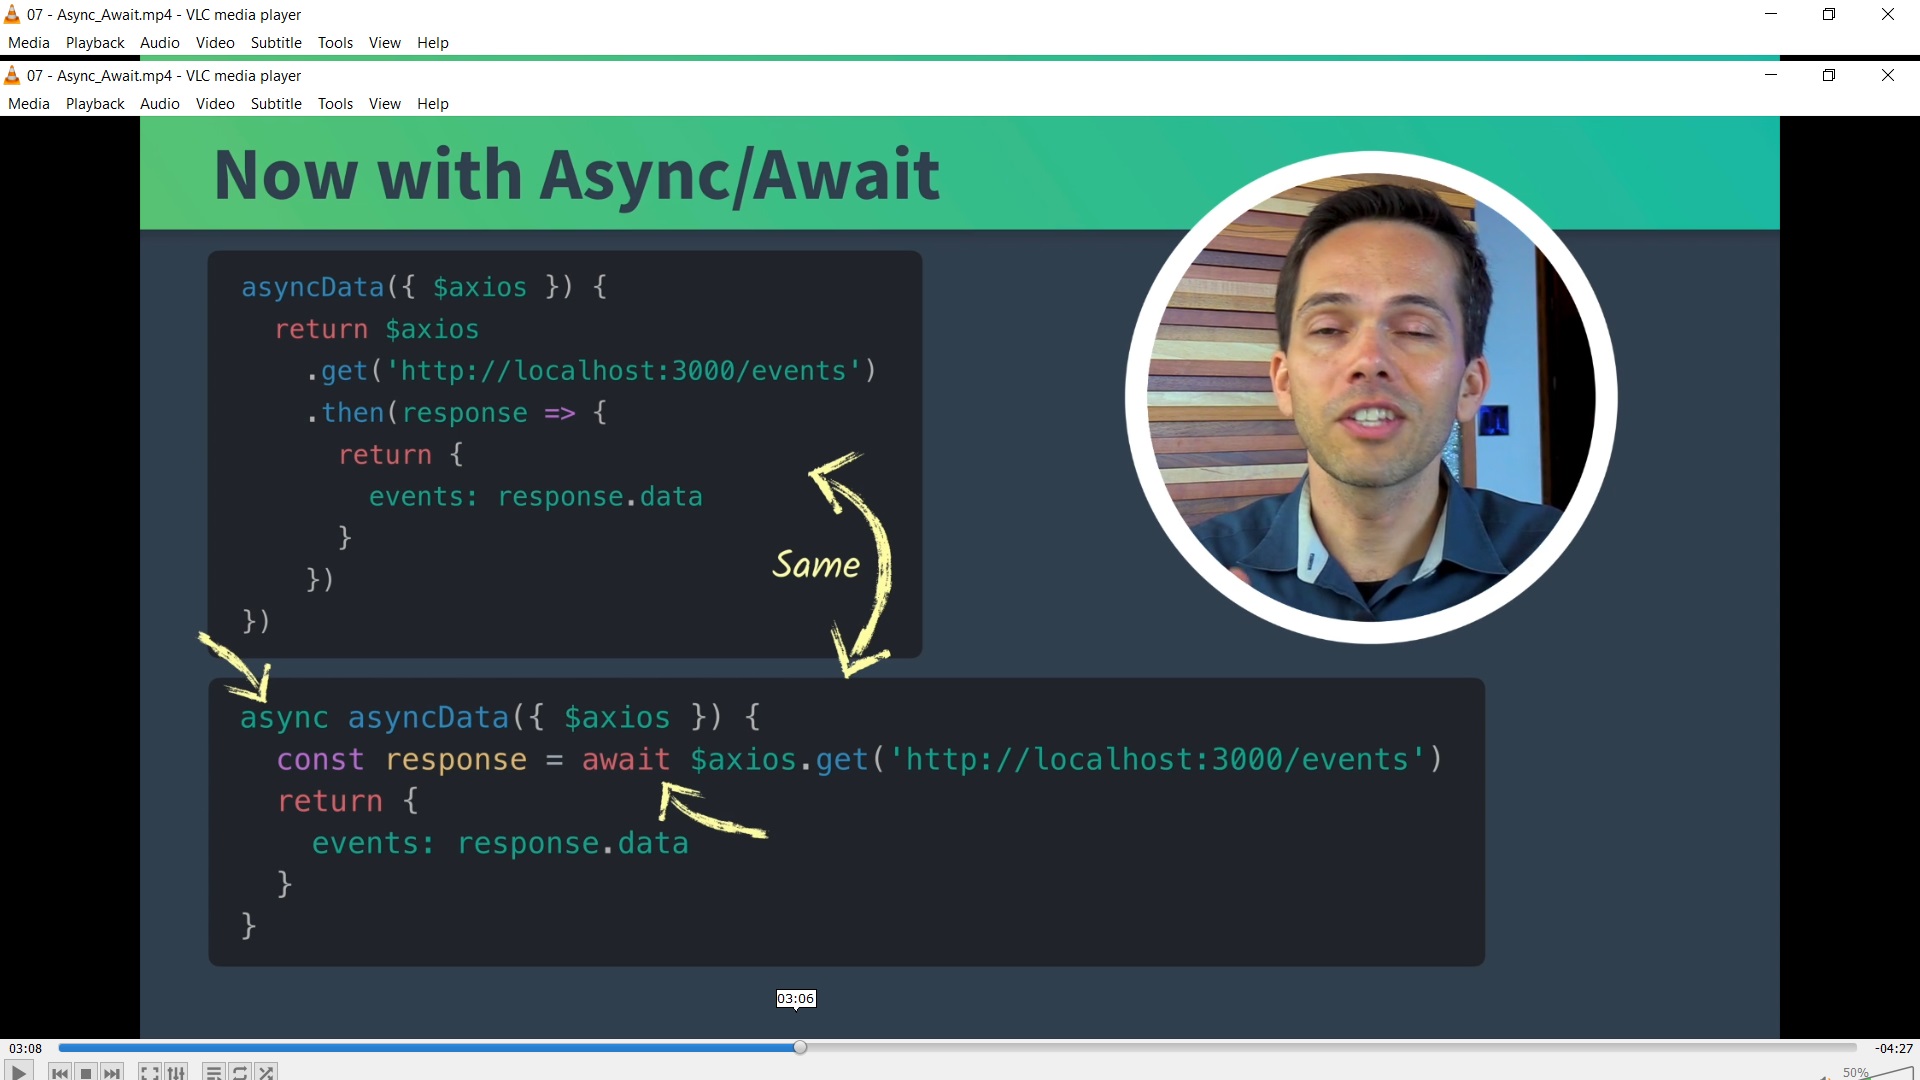 07 - Async_Await.mp4 - VLC media player
Media Playback Audio Video Subtitle Tools View Help
07 - Async_Await.mp4 - VLC media player
Media Playback Audio Video Subtitle Tools View Help
Now with Async/Await
asyncData({ $axios }) {
return $axios
.get('http://localhost:3000/events')
.then(response => {
return {
events: response.data
}
})
})
Same
async asyncData({ $axios }) {
const response = await $axios.get('http://localhost:3000/events')
return {
events: response.data
}
}
03:06
03:08
-04:27
50%